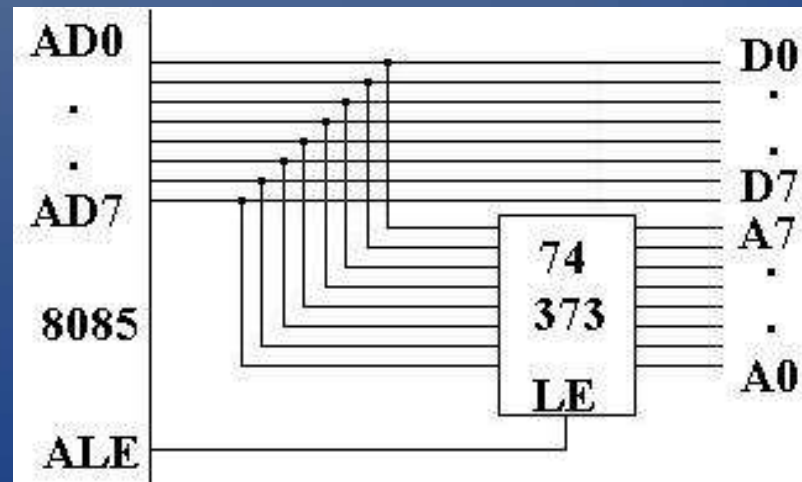 AD0
.
.
AD7
8085
ALE
74
373
LE
D0
.
.
D7
A7
.
.
A0